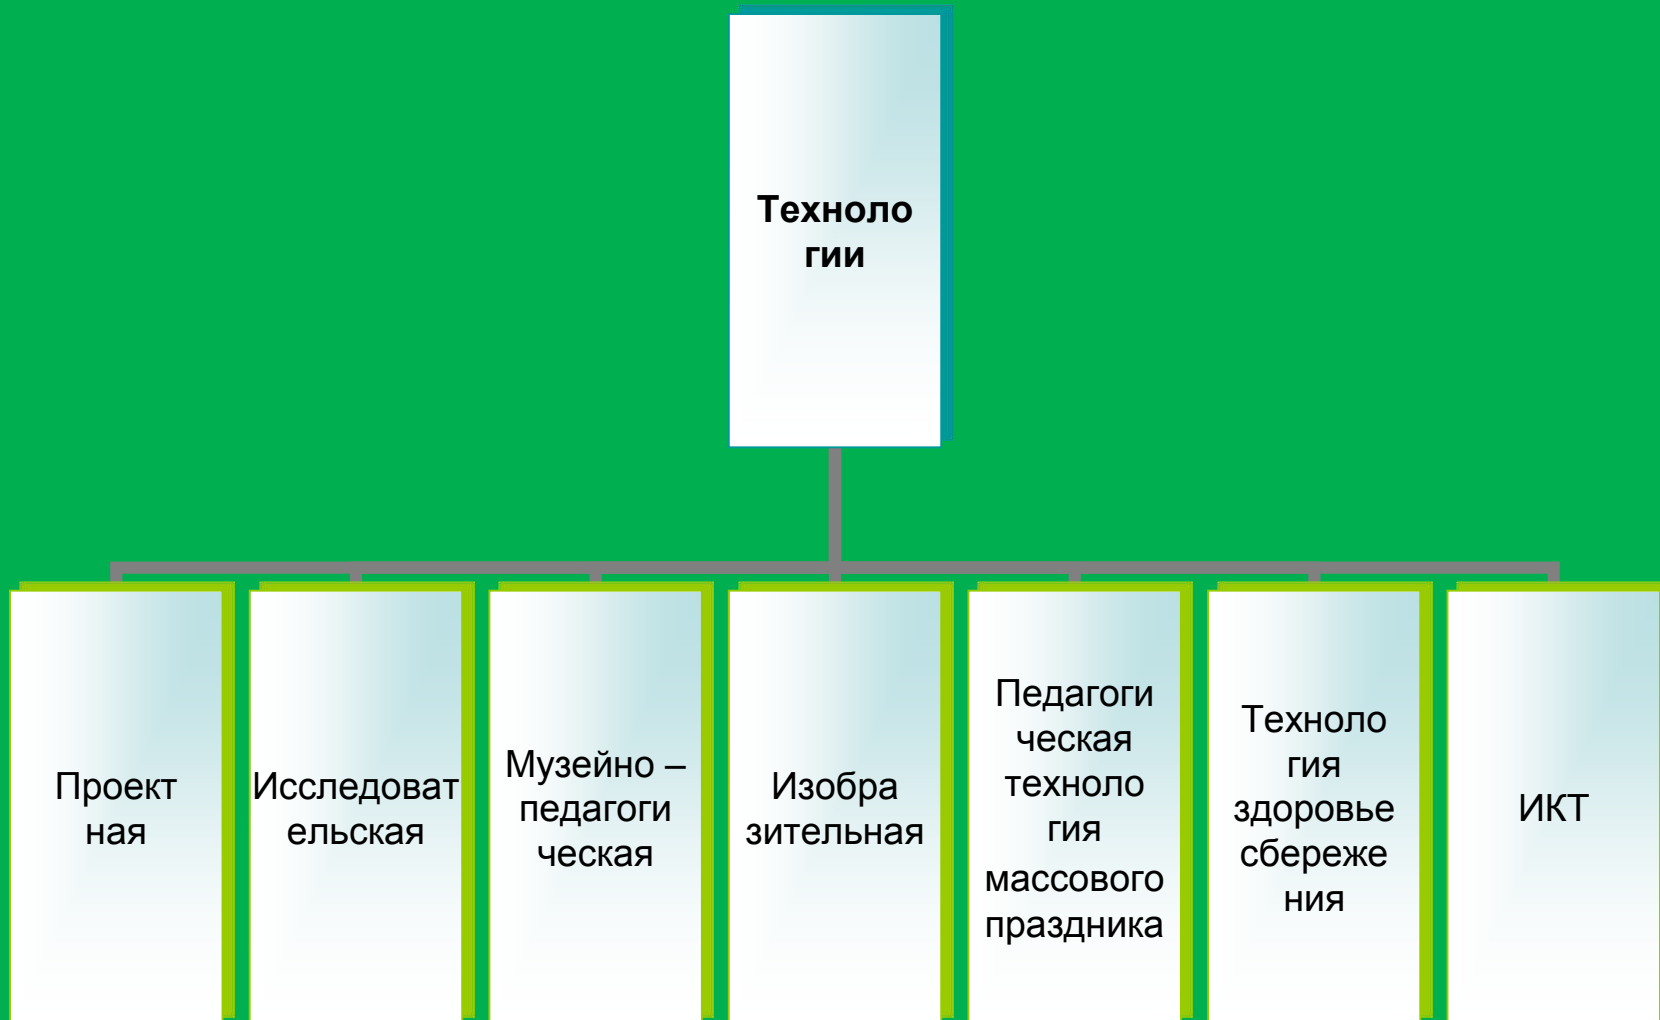 Техноло
гии
Проект
ная
Исследоват
ельская
Музейно –
педагоги
ческая
Изобра
зительная
Педагоги
ческая
техноло
гия
массового
праздника
Техноло
гия
здоровье
сбереже
ния
ИКТ